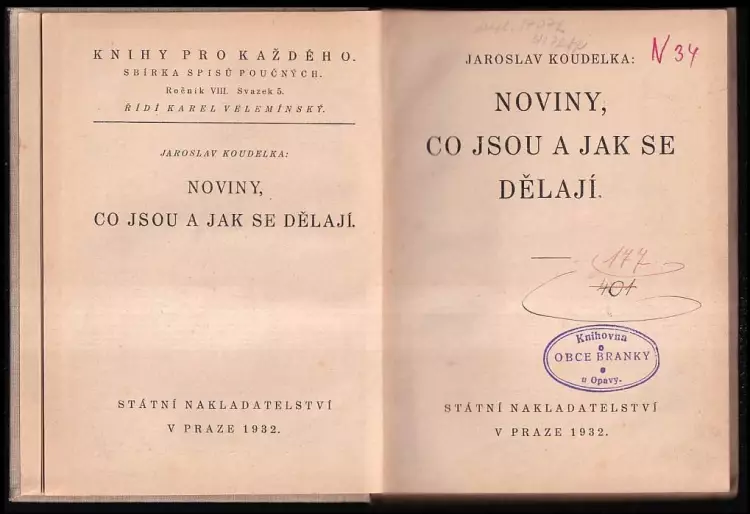 KNIHY PRO KAŽDÉHO.
SBÍRKA SPISŮ POUČNÝCH.
Ročník VIII. Svazek 5.
ŘÍDÍ KAREL VELEMÍNSKÝ.
JAROSLAV KOUDELKA:
NOVINY,
CO JSOU A JAK SE DĚLAJÍ.
STÁTNÍ NAKLADATELSTVÍ
V PRAZE 1932.
N 34
JAROSLAV KOUDELKA:
NOVINY,
CO JSOU A JAK SE
DĚLAJÍ.
177
401
Knihovna
OBCE BRANKY
u Opavy.
STÁTNÍ NAKLADATELSTVÍ
V PRAZE 1932.